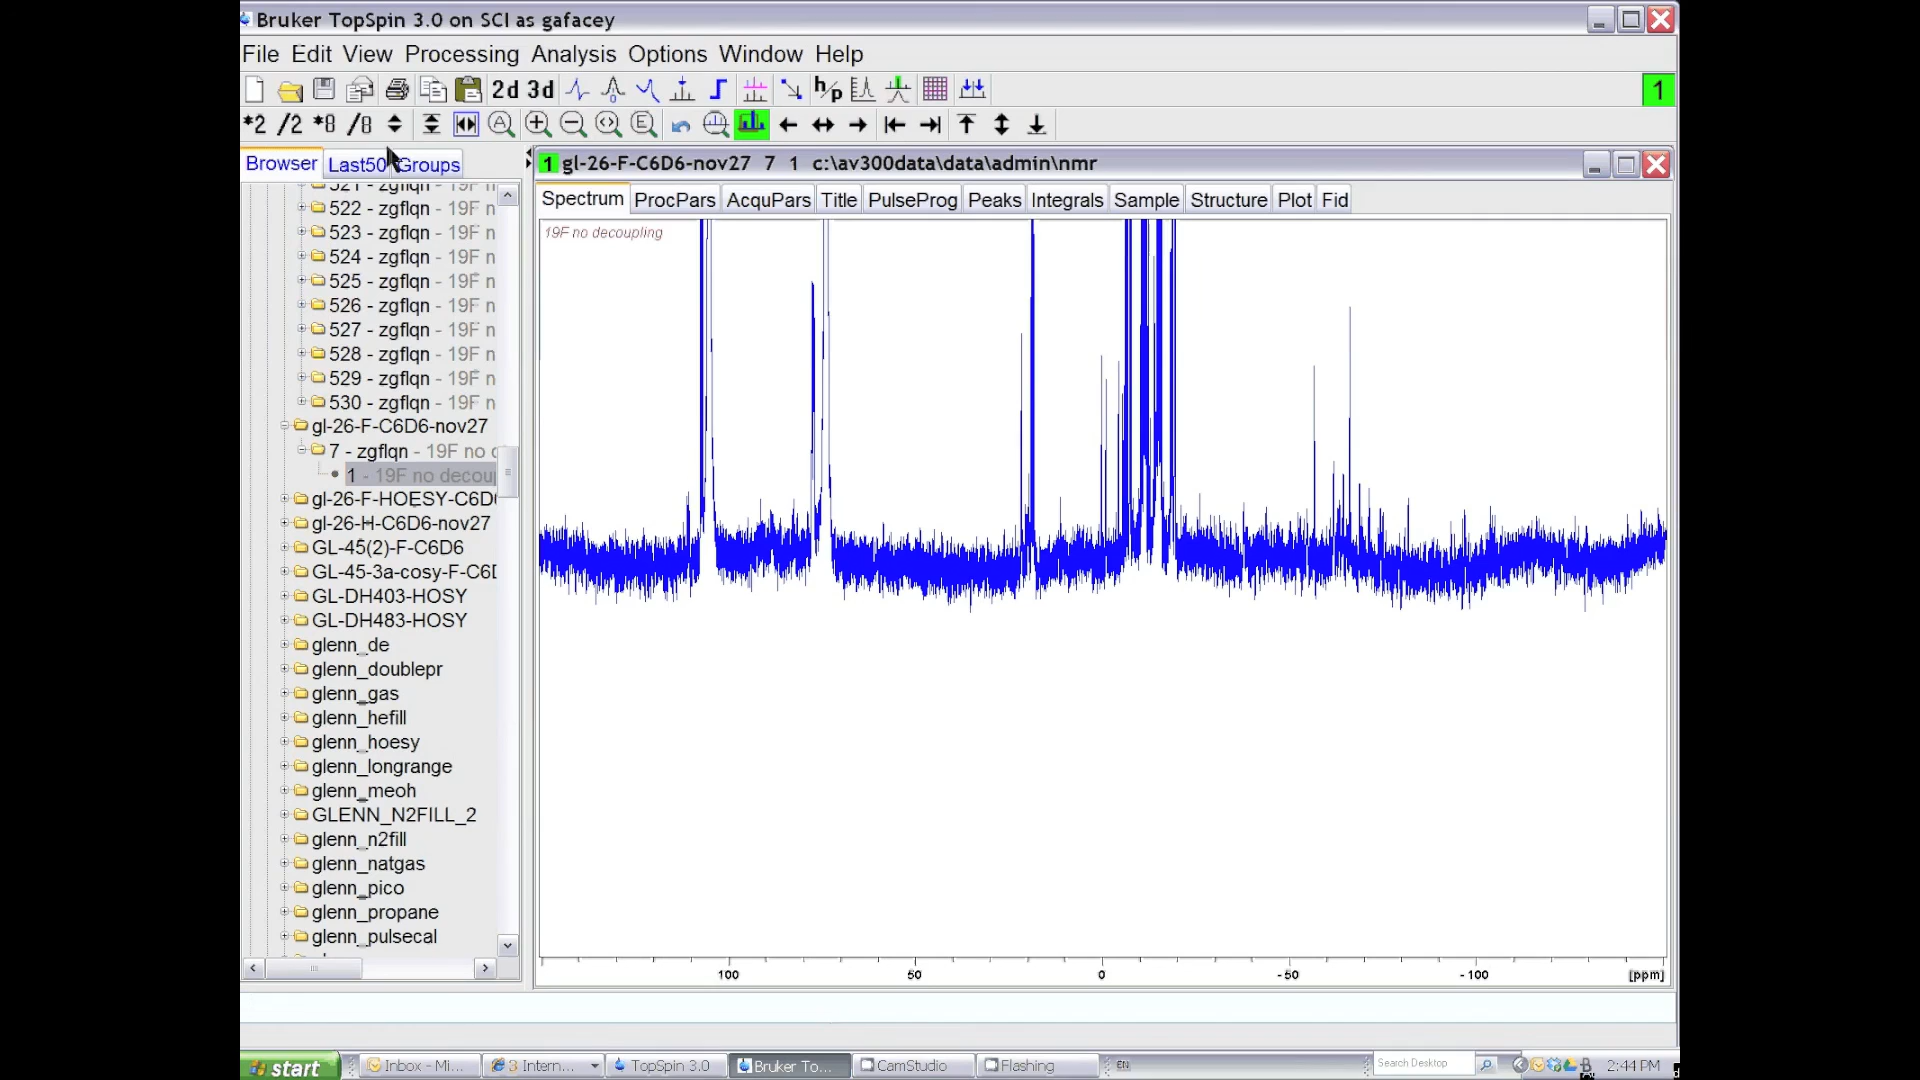 Bruker TopSpin 3.0 on SCI as gafacey
File Edit View Processing Analysis Options Window Help
2d 3d h/p 1
*2 /2 *8 /8
Browser Last50 Groups
1 gl-26-F-C6D6-nov27 7 1 c:\av300data\data\admin\nmr
Spectrum ProcPars AcquPars Title PulseProg Peaks Integrals Sample Structure Plot Fid
19F no decoupling
521 - zgflqn - 19F n
522 - zgflqn - 19F n
523 - zgflqn - 19F n
524 - zgflqn - 19F n
525 - zgflqn - 19F n
526 - zgflqn - 19F n
527 - zgflqn - 19F n
528 - zgflqn - 19F n
529 - zgflqn - 19F n
530 - zgflqn - 19F n
gl-26-F-C6D6-nov27
7 - zgflqn - 19F no
1 - 19F no decou
gl-26-F-HOESY-C6D
gl-26-H-C6D6-nov27
GL-45(2)-F-C6D6
GL-45-3a-cosy-F-C6
GL-DH403-HOSY
GL-DH483-HOSY
glenn_de
glenn_doublepr
glenn_gas
glenn_hefill
glenn_hoesy
glenn_longrange
glenn_meoh
GLENN_N2FILL_2
glenn_n2fill
glenn_natgas
glenn_pico
glenn_propane
glenn_pulsecal
100 50 0 -50 -100 [ppm]
start Inbox - Mi... 3 Intern... TopSpin 3.0 Bruker To... CamStudio Flashing EN Search Desktop 2:44 PM